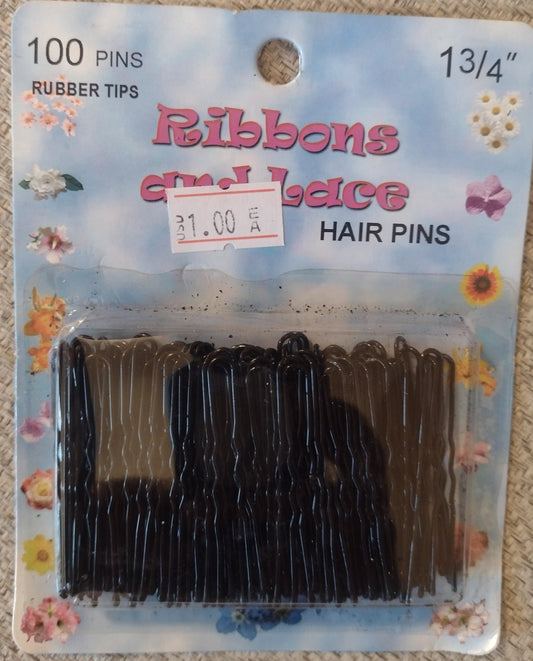 100 PINS
1 3/4"
RUBBER TIPS
Ribbons
and Lace
$1.00 EA
HAIR PINS